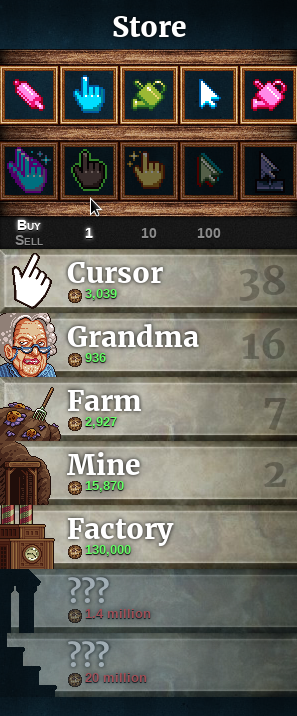 Store
Buy 1 10 100
Sell
Cursor 38
3,039
Grandma 16
936
Farm 7
2,927
Mine 2
15,870
Factory
130,000
???
1.4 million
???
20 million